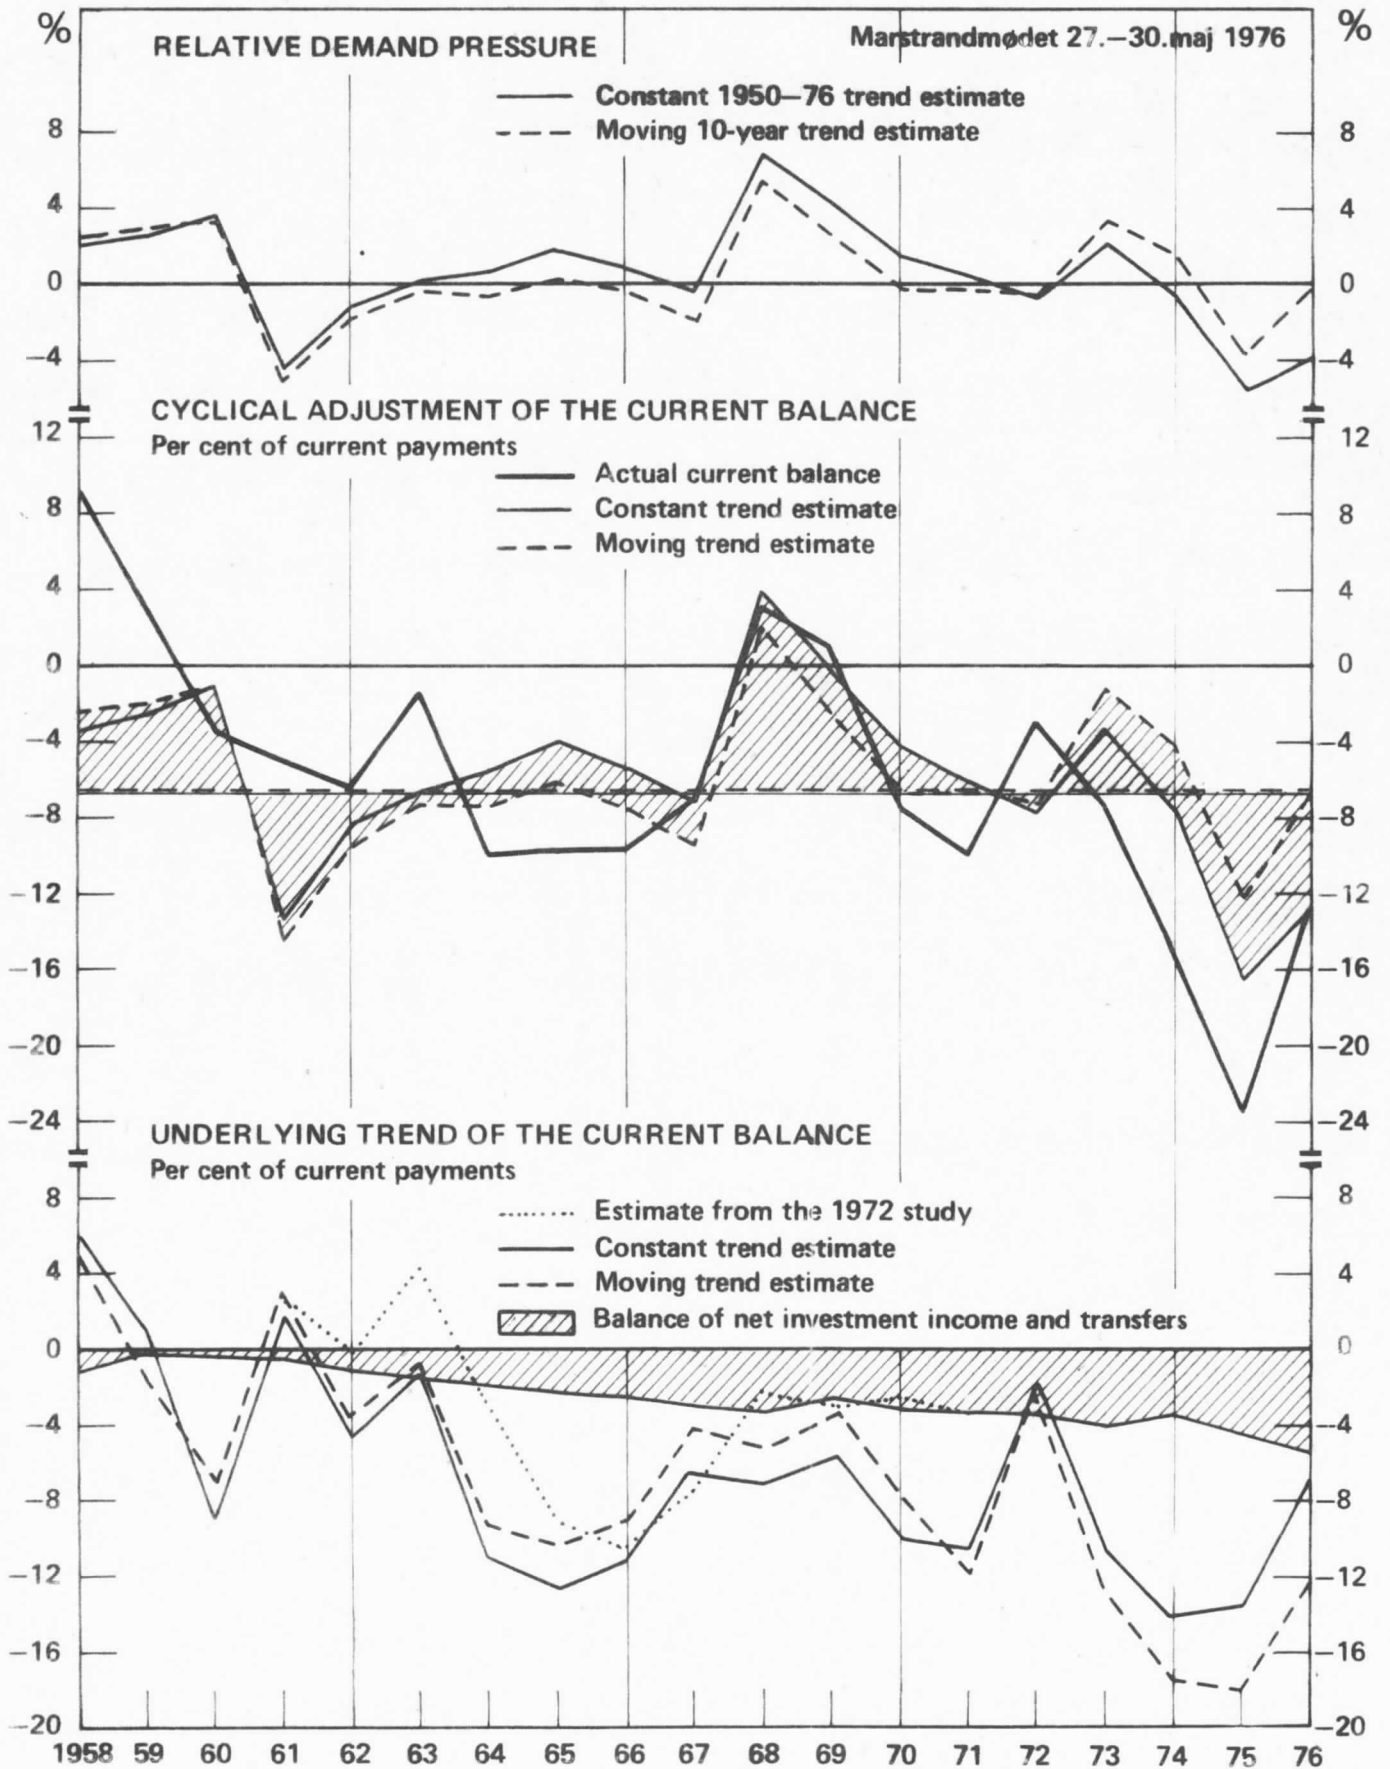 % %
RELATIVE DEMAND PRESSURE
Marstrandmødet 27.—30.maj 1976
Constant 1950—76 trend estimate
Moving 10-year trend estimate
8 8
4 4
0 0
—4 —4
CYCLICAL ADJUSTMENT OF THE CURRENT BALANCE
Per cent of current payments
12 12
Actual current balance
8 8
Constant trend estimate
Moving trend estimate
4 4
0 0
—4 —4
—8 —8
—12 —12
—16 —16
—20 —20
—24 —24
UNDERLYING TREND OF THE CURRENT BALANCE
Per cent of current payments
8 8
Estimate from the 1972 study
Constant trend estimate
4 4
Moving trend estimate
Balance of net investment income and transfers
0 0
—4 —4
—8 —8
—12 —12
—16 —16
—20 —20
1958 59 60 61 62 63 64 65 66 67 68 69 70 71 72 73 74 75 76